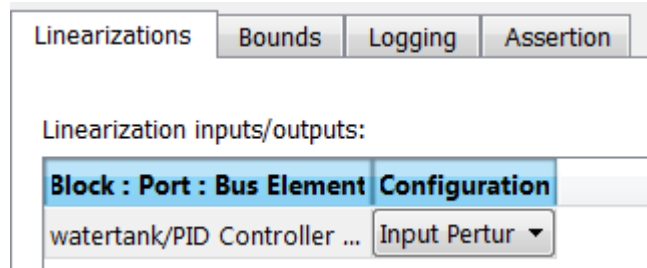 Linearizations Bounds Logging Assertion
Linearization inputs/outputs:
Block : Port : Bus Element Configuration
watertank/PID Controller ... Input Pertur